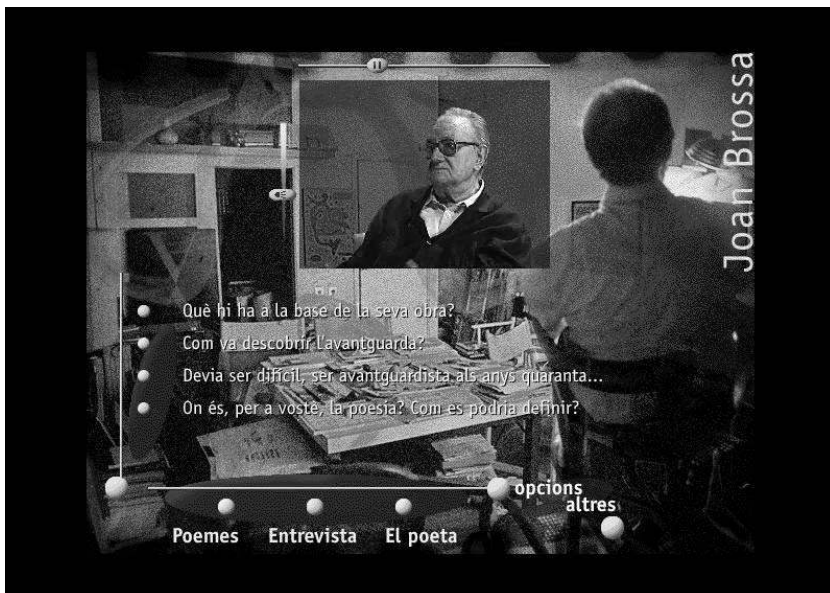 Joan Brossa
Què hi ha a la base de la seva obra?
Com va descobrir l'avantguarda?
Devia ser difícil, ser avantguardista als anys quaranta...
On és, per a vostè, la poesia? Com es podria definir?
opcions
altres
Poemes Entrevista El poeta